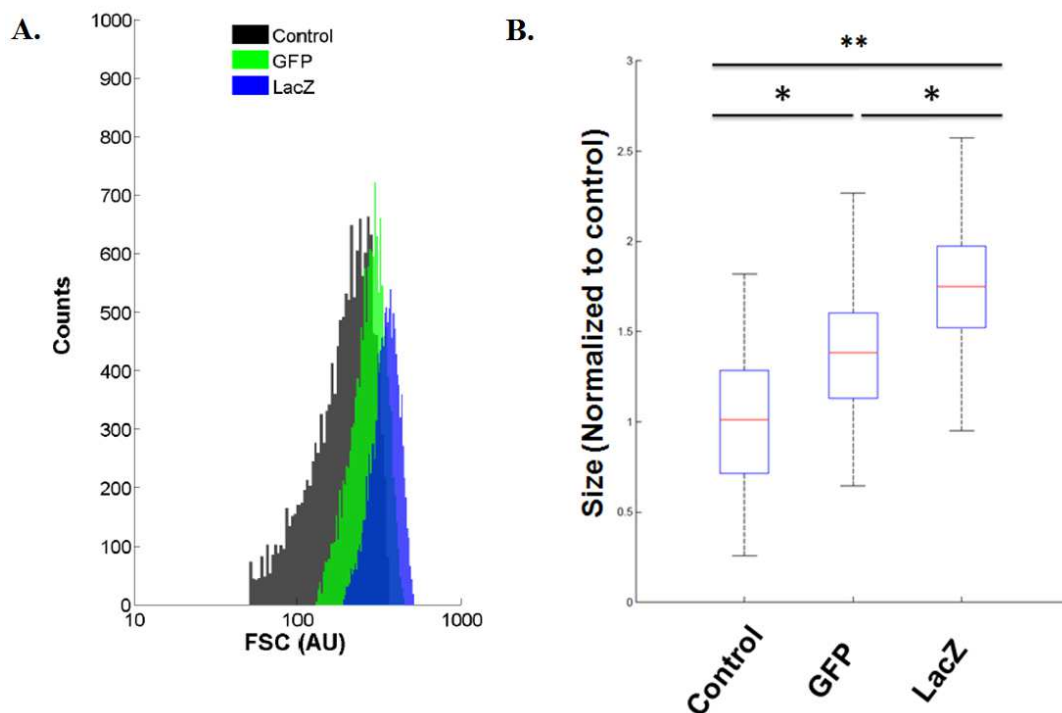 A.
1000
900
800
700
600
500
400
300
200
100
0
Counts
Control
GFP
LacZ
10
100
1000
FSC (AU)
B.
3
2.5
2
1.5
1
0.5
0
Size (Normalized to control)
**
*
*
Control
GFP
LacZ